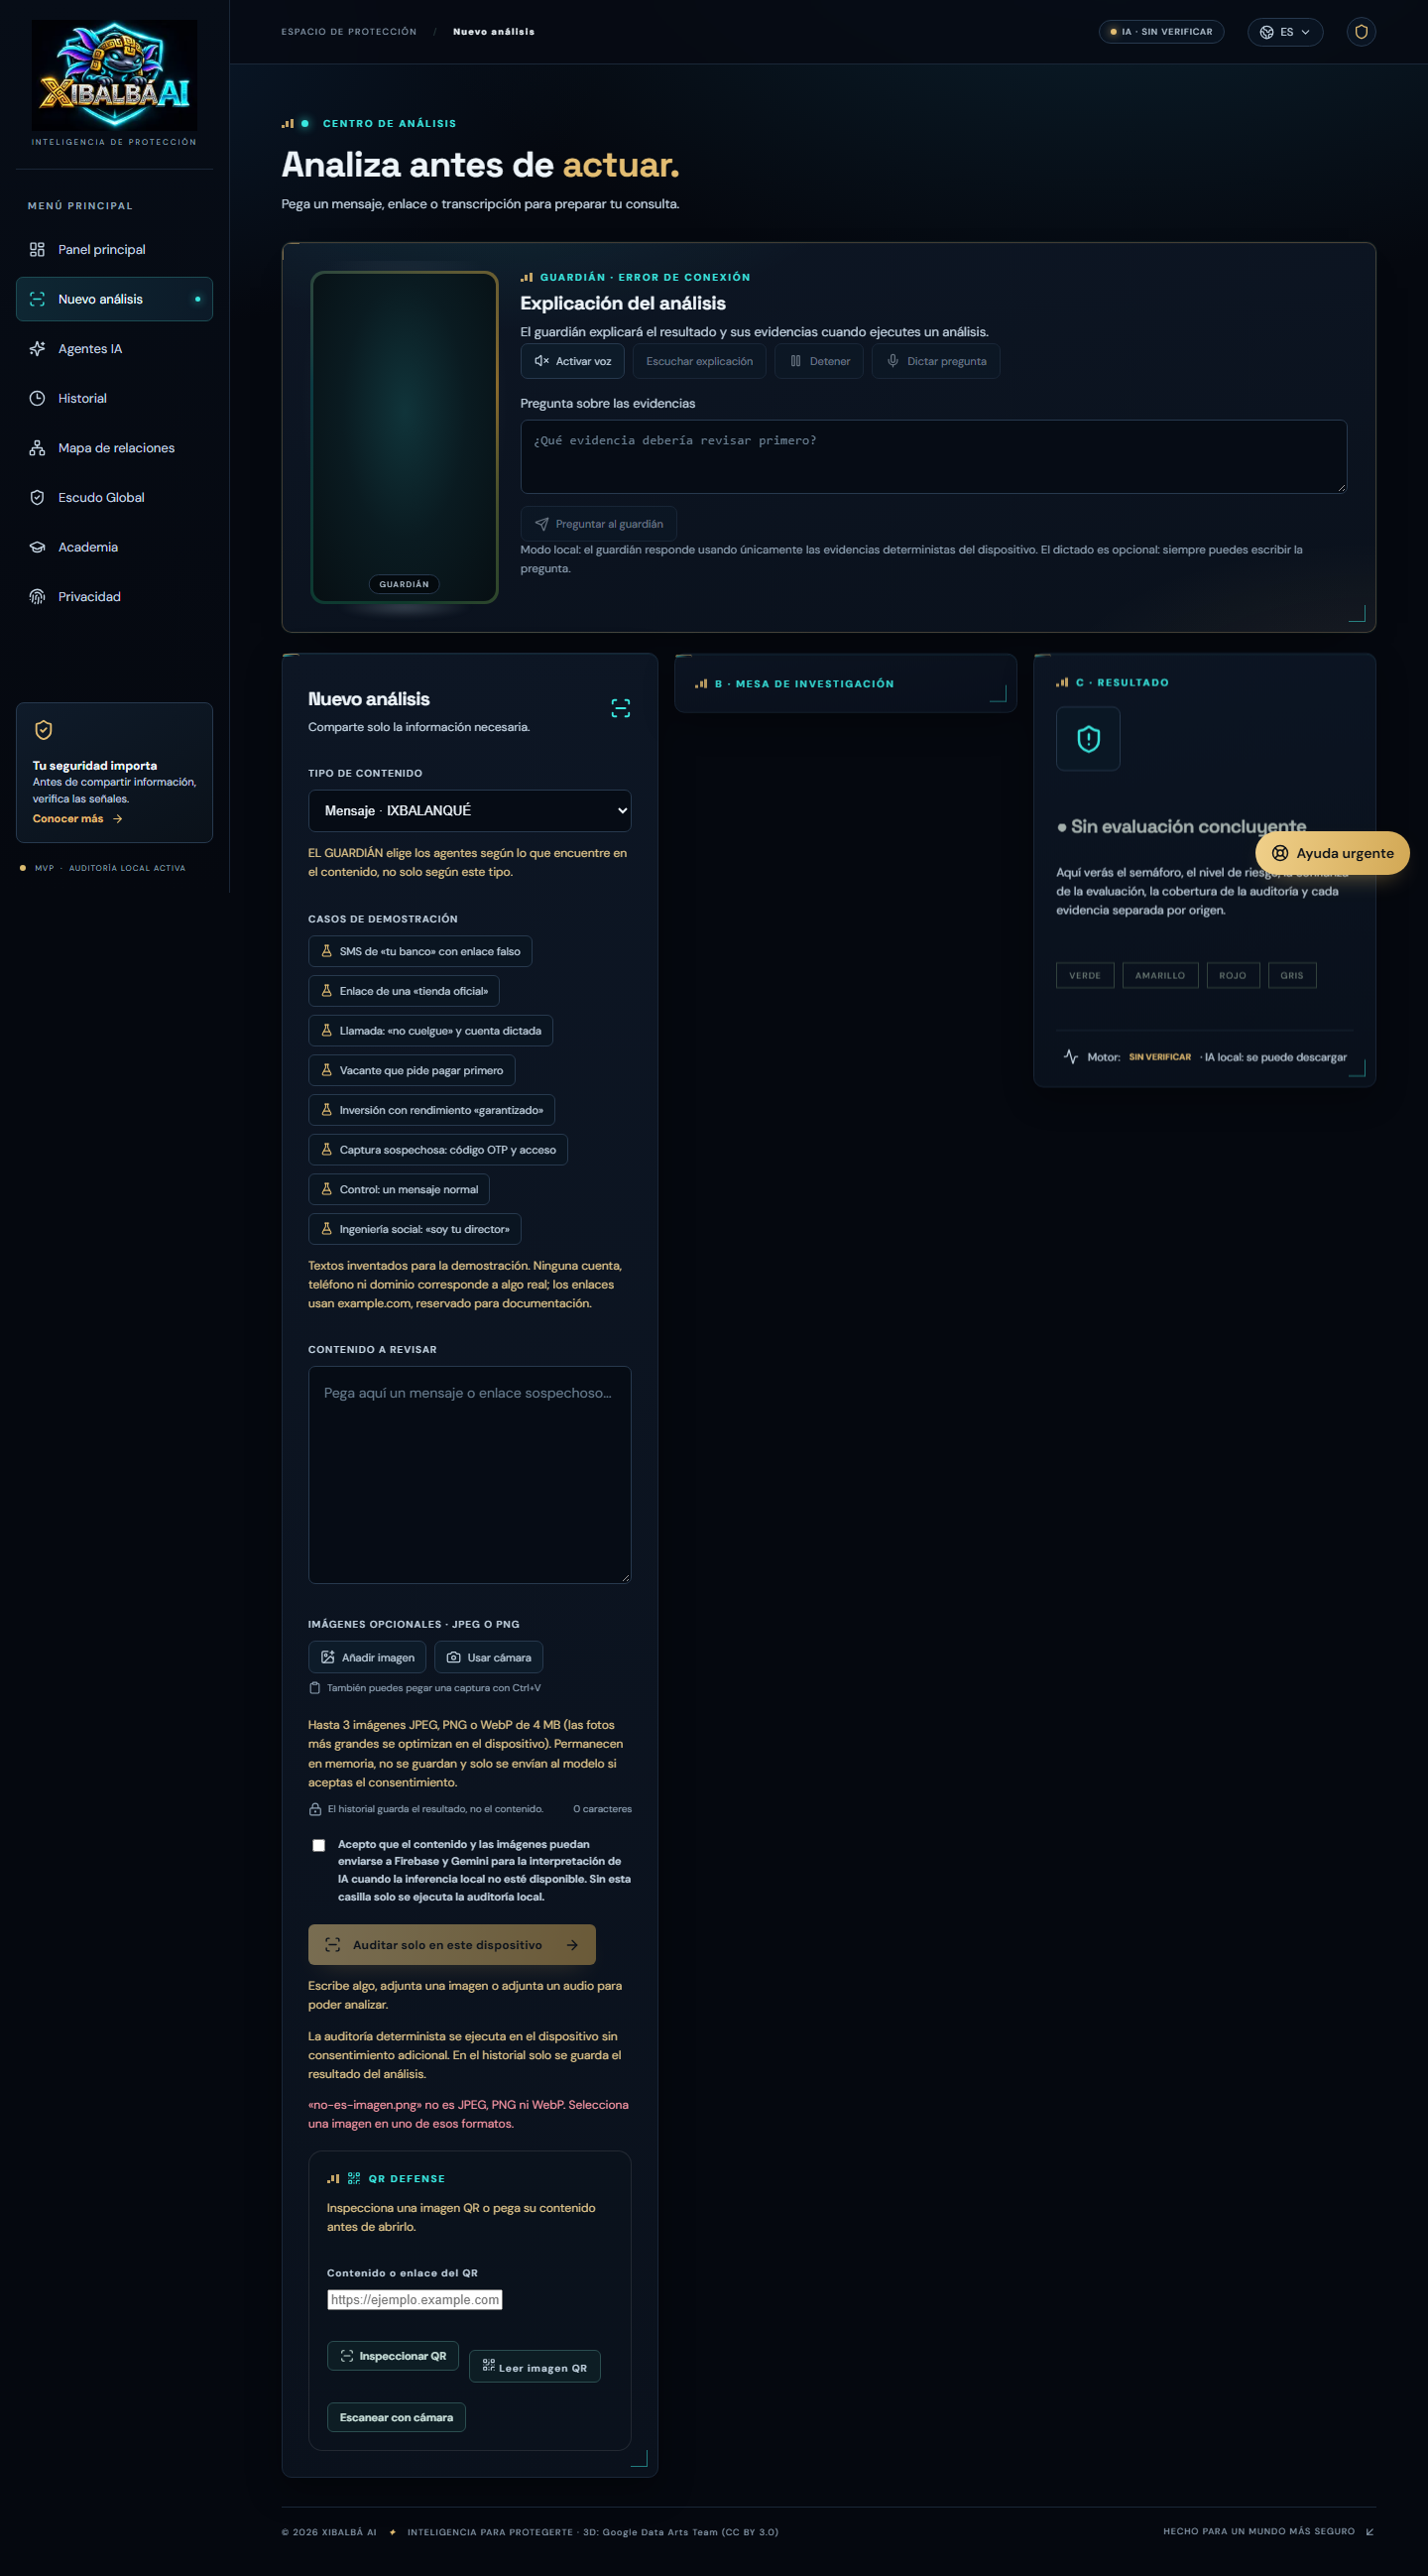 XIBALBÁ AI
INTELIGENCIA DE PROTECCIÓN
MENÚ PRINCIPAL
Panel principal
Nuevo análisis
Agentes IA
Historial
Mapa de relaciones
Escudo Global
Academia
Privacidad
Tu seguridad importa
Antes de compartir información,
verifica las señales.
Conocer más
MVP · AUDITORÍA LOCAL ACTIVA
ESPACIO DE PROTECCIÓN / Nuevo análisis
IA · SIN VERIFICAR
ES
CENTRO DE ANÁLISIS
Analiza antes de actuar.
Pega un mensaje, enlace o transcripción para preparar tu consulta.
GUARDIÁN
GUARDIÁN · ERROR DE CONEXIÓN
Explicación del análisis
El guardián explicará el resultado y sus evidencias cuando ejecutes un análisis.
Activar voz
Escuchar explicación
Detener
Dictar pregunta
Pregunta sobre las evidencias
¿Qué evidencia debería revisar primero?
Preguntar al guardián
Modo local: el guardián responde usando únicamente las evidencias deterministas del dispositivo. El dictado es opcional: siempre puedes escribir la
pregunta.
Nuevo análisis
Comparte solo la información necesaria.
TIPO DE CONTENIDO
Mensaje · IXBALANQUÉ
EL GUARDIÁN elige los agentes según lo que encuentre en
el contenido, no solo según este tipo.
CASOS DE DEMOSTRACIÓN
SMS de «tu banco» con enlace falso
Enlace de una «tienda oficial»
Llamada: «no cuelgue» y cuenta dictada
Vacante que pide pagar primero
Inversión con rendimiento «garantizado»
Captura sospechosa: código OTP y acceso
Control: un mensaje normal
Ingeniería social: «soy tu director»
Textos inventados para la demostración. Ninguna cuenta,
teléfono ni dominio corresponde a algo real; los enlaces
usan example.com, reservado para documentación.
CONTENIDO A REVISAR
Pega aquí un mensaje o enlace sospechoso...
IMÁGENES OPCIONALES · JPEG O PNG
Añadir imagen
Usar cámara
También puedes pegar una captura con Ctrl+V
Hasta 3 imágenes JPEG, PNG o WebP de 4 MB (las fotos
más grandes se optimizan en el dispositivo). Permanecen
en memoria, no se guardan y solo se envían al modelo si
aceptas el consentimiento.
El historial guarda el resultado, no el contenido.
0 caracteres
Acepto que el contenido y las imágenes puedan
enviarse a Firebase y Gemini para la interpretación de
IA cuando la inferencia local no esté disponible. Sin esta
casilla solo se ejecuta la auditoría local.
Auditar solo en este dispositivo
Escribe algo, adjunta una imagen o adjunta un audio para
poder analizar.
La auditoría determinista se ejecuta en el dispositivo sin
consentimiento adicional. En el historial solo se guarda el
resultado del análisis.
«no-es-imagen.png» no es JPEG, PNG ni WebP. Selecciona
una imagen en uno de esos formatos.
QR DEFENSE
Inspecciona una imagen QR o pega su contenido
antes de abrirlo.
Contenido o enlace del QR
https://ejemplo.example.com
Inspeccionar QR
Leer imagen QR
Escanear con cámara
B · MESA DE INVESTIGACIÓN
C · RESULTADO
Sin evaluación concluyente
Ayuda urgente
Aquí verás el semáforo, el nivel de riesgo, la confianza
de la evaluación, la cobertura de la auditoría y cada
evidencia separada por origen.
VERDE
AMARILLO
ROJO
GRIS
Motor: SIN VERIFICAR · IA local: se puede descargar
© 2026 XIBALBÁ AI ✦ INTELIGENCIA PARA PROTEGERTE · 3D: Google Data Arts Team (CC BY 3.0)
HECHO PARA UN MUNDO MÁS SEGURO